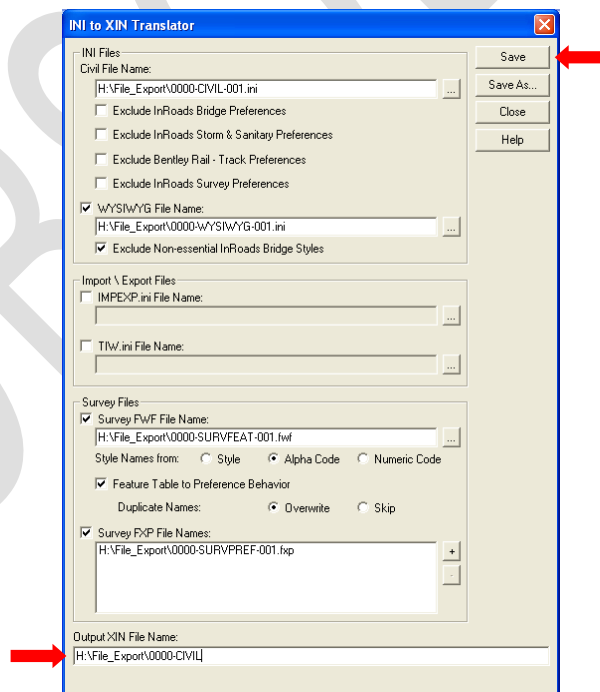 INI to XIN Translator
INI Files
Civil File Name:
H:\File_Export\0000-CIVIL-001.ini
...
Exclude InRoads Bridge Preferences
Exclude InRoads Storm & Sanitary Preferences
Exclude Bentley Rail - Track Preferences
Exclude InRoads Survey Preferences
WYSIWYG File Name:
H:\File_Export\0000-WYSIWYG-001.ini
...
Exclude Non-essential InRoads Bridge Styles
Import \ Export Files
IMPEXP.ini File Name:
...
TIW.ini File Name:
...
Survey Files
Survey FWF File Name:
H:\File_Export\0000-SURVFEAT-001.fwf
...
Style Names from: Style Alpha Code Numeric Code
Feature Table to Preference Behavior
Duplicate Names: Overwrite Skip
Survey FXP File Names:
H:\File_Export\0000-SURVPREF-001.fxp
+
-
Output XIN File Name:
H:\File_Export\0000-CIVIL
Save
Save As...
Close
Help